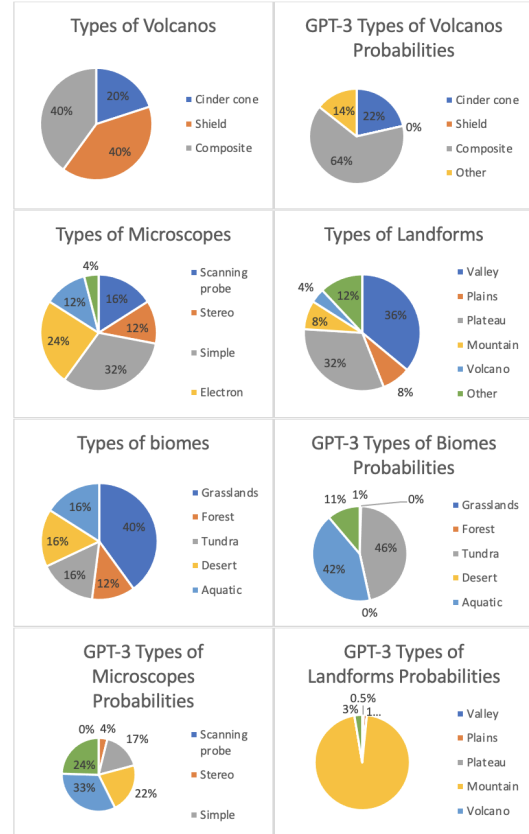 Types of Volcanos
20%
40%
40%
Cinder cone
Shield
Composite
GPT-3 Types of Volcanos
Probabilities
14%
22%
0%
64%
Cinder cone
Shield
Composite
Other
Types of Microscopes
4%
12%
16%
12%
24%
32%
Scanning
probe
Stereo
Simple
Electron
Types of Landforms
4%
12%
8%
36%
32%
8%
Valley
Plains
Plateau
Mountain
Volcano
Other
Types of biomes
16%
40%
16%
16%
12%
Grasslands
Forest
Tundra
Desert
Aquatic
GPT-3 Types of Biomes
Probabilities
11%
1%
0%
46%
42%
0%
Grasslands
Forest
Tundra
Desert
Aquatic
GPT-3 Types of
Microscopes
Probabilities
0%
4%
17%
24%
33%
22%
Scanning
probe
Stereo
Simple
GPT-3 Types of
Landforms Probabilities
0.5%
3%
1...
Valley
Plains
Plateau
Mountain
Volcano